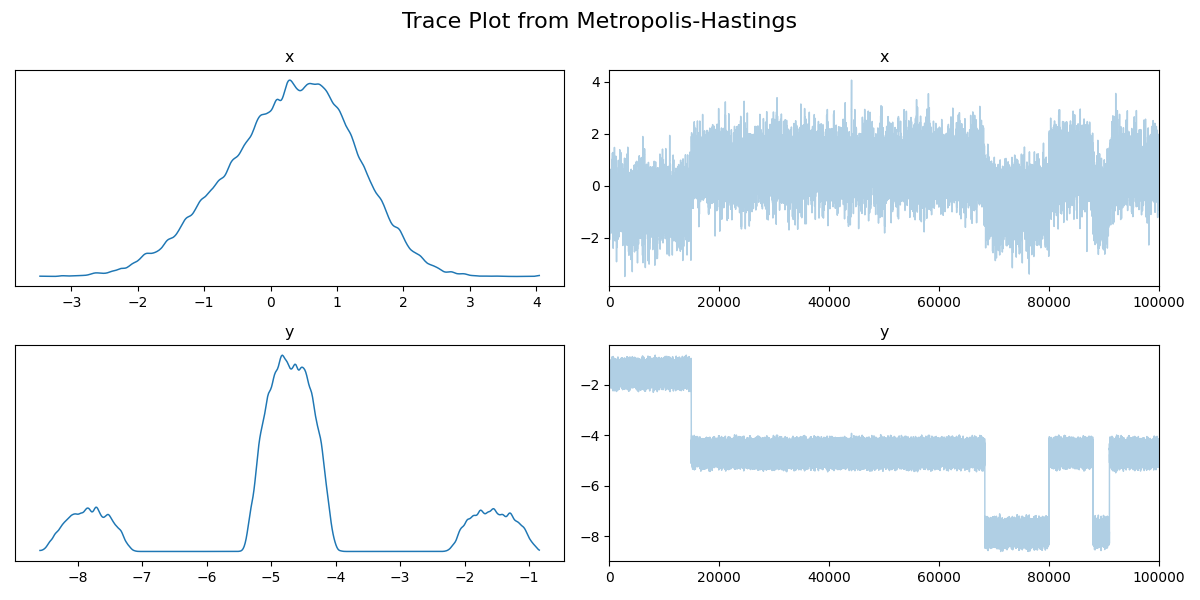 Trace Plot from Metropolis-Hastings
x
−3 −2 −1 0 1 2 3 4
x
4
2
0
−2
0 20000 40000 60000 80000 100000
y
−8 −7 −6 −5 −4 −3 −2 −1
y
−2
−4
−6
−8
0 20000 40000 60000 80000 100000